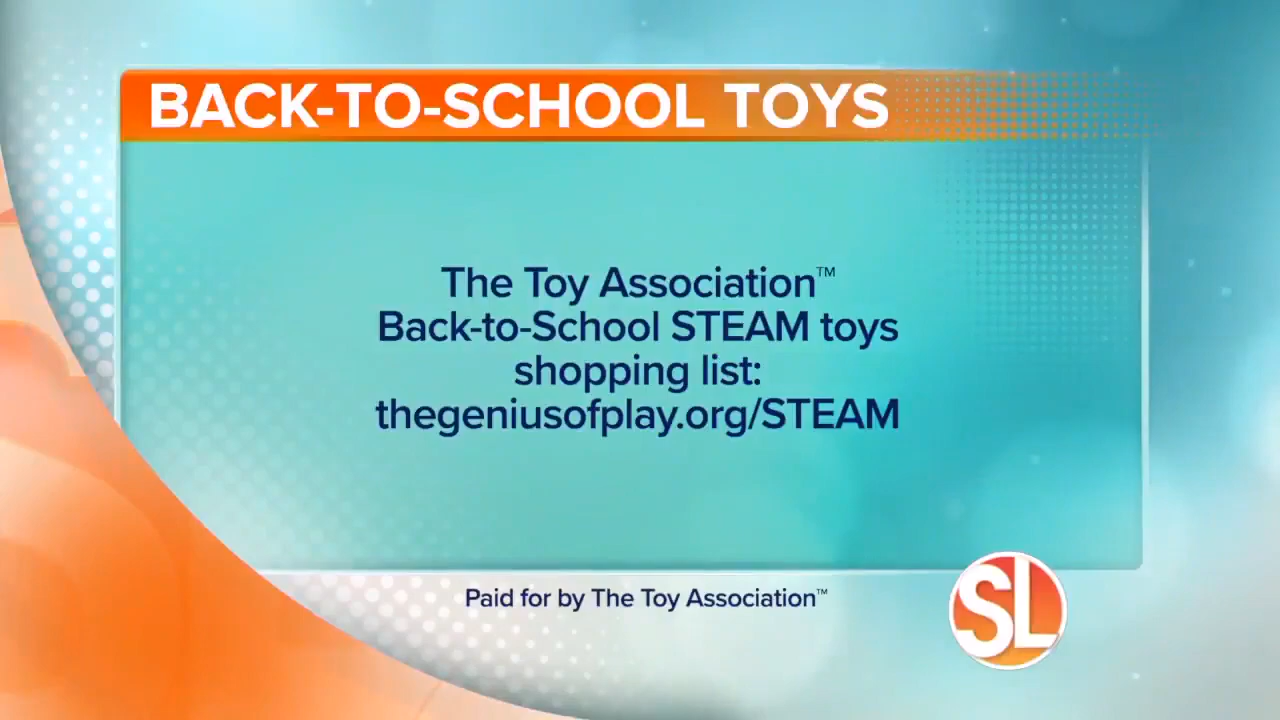 BACK-TO-SCHOOL TOYS
The Toy Association™
Back-to-School STEAM toys
shopping list:
thegeniusofplay.org/STEAM
Paid for by The Toy Association™
SL